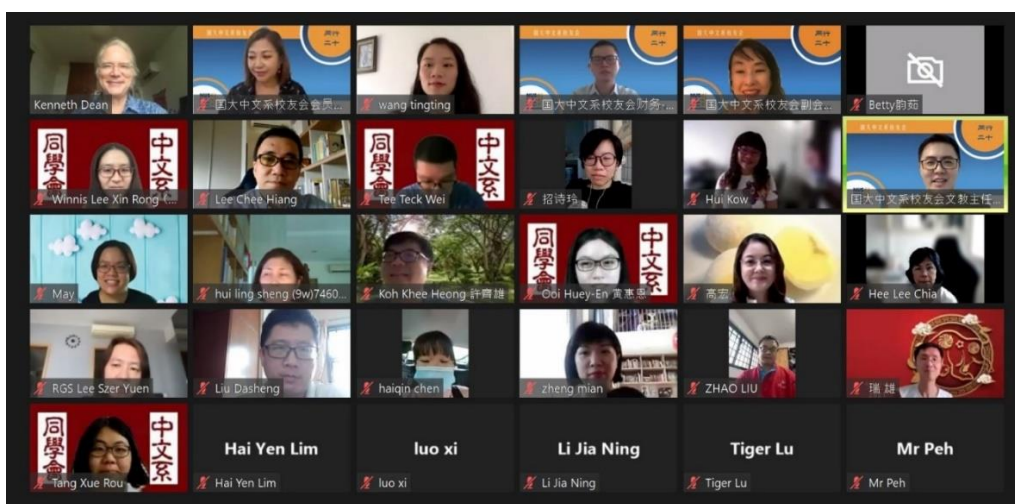 Kenneth Dean
国大中文系校友会会员...
wang tingting
国大中文系校友会财务...
国大中文系校友会副会...
Betty韵茹
同學會
中文系
Winnis Lee Xin Rong (...
Lee Chee Hiang
同學會
中文系
Tee Teck Wei
招诗玲
Hui Kow
国大中文系校友会文教主任...
May
hui ling sheng (9w)7460...
Koh Khee Heong 許齊雄
同學會
中文系
Ooi Huey-En 黄惠恩
高宏
Hee Lee Chia
RGS Lee Szer Yuen
Liu Dasheng
haiqin chen
zheng mian
ZHAO LIU
瑞雄
同學會
中文系
Tang Xue Rou
Hai Yen Lim
Hai Yen Lim
luo xi
luo xi
Li Jia Ning
Li Jia Ning
Tiger Lu
Tiger Lu
Mr Peh
Mr Peh